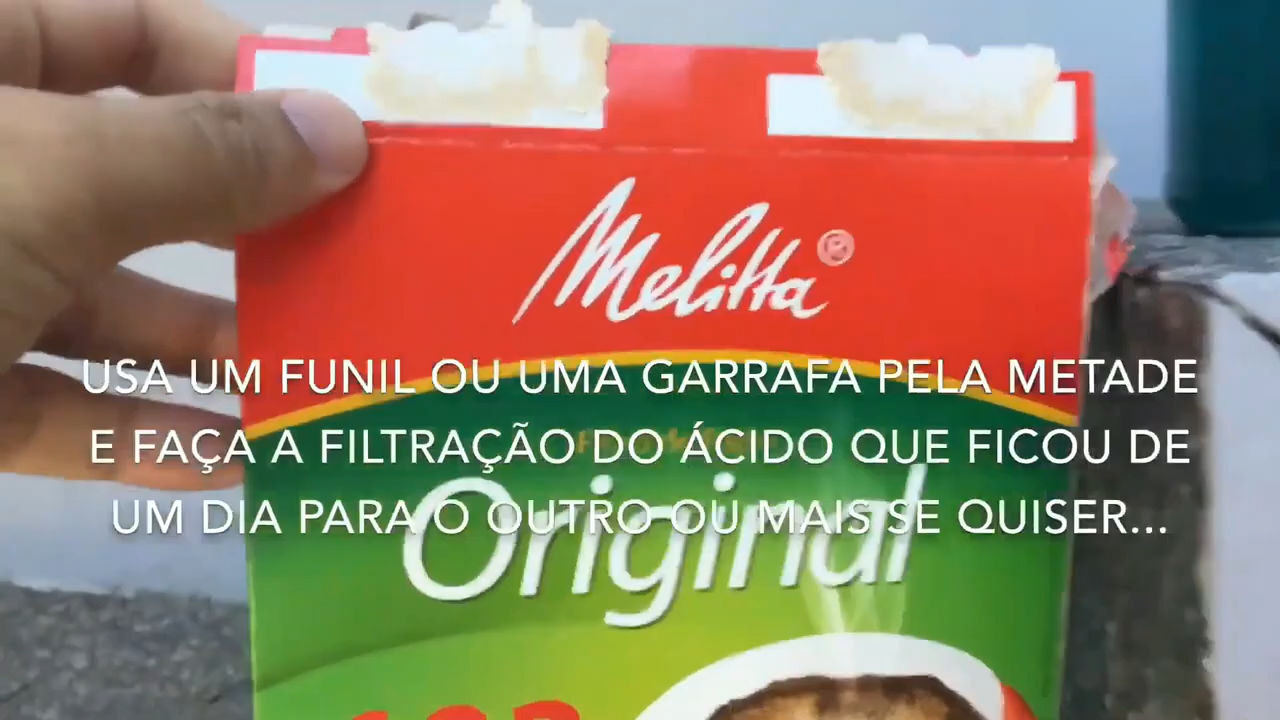 Melitta®
USA UM FUNIL OU UMA GARRAFA PELA METADE
E FAÇA A FILTRAÇÃO DO ÁCIDO QUE FICOU DE
UM DIA PARA O OUTRO OU MAIS SE QUISER...
Original